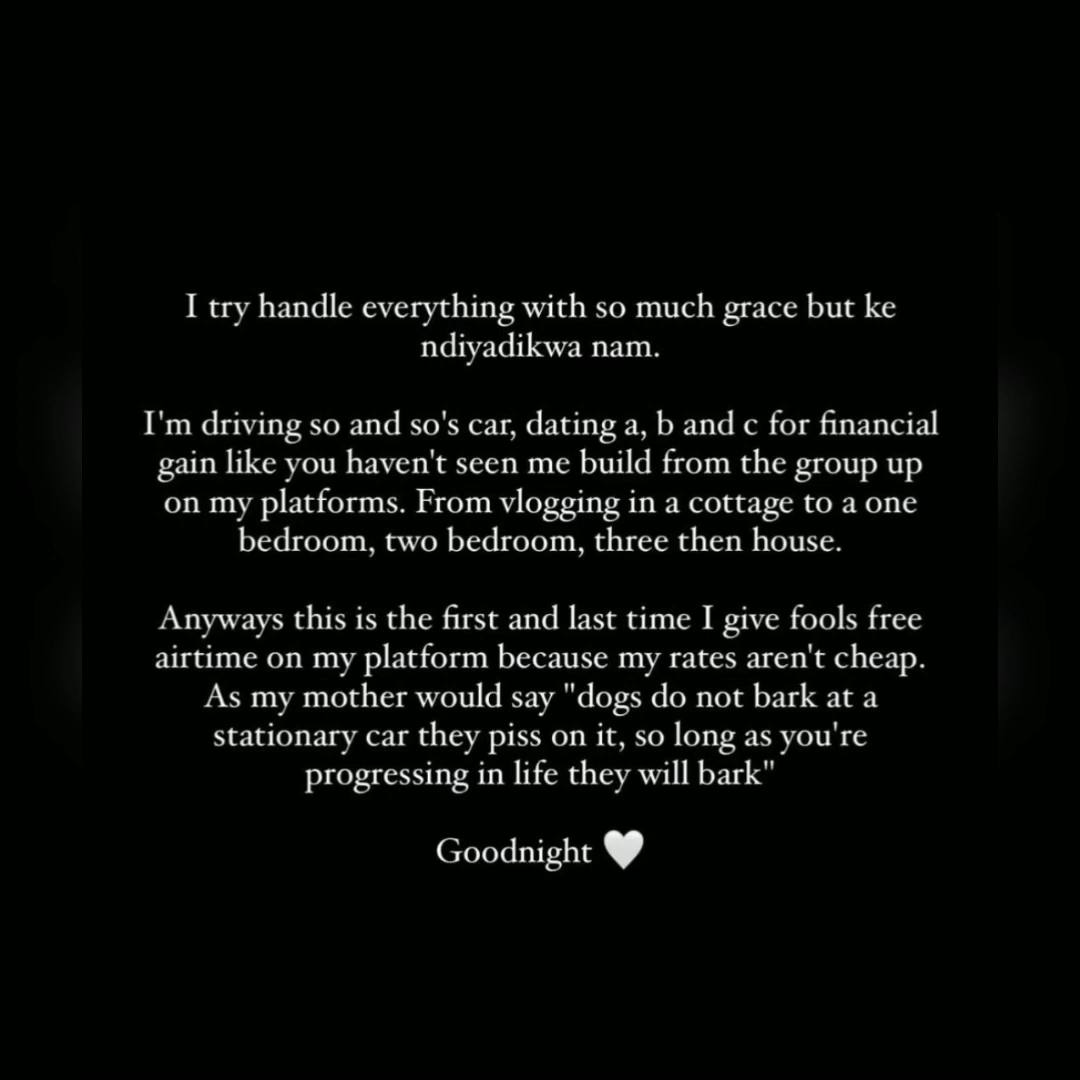 I try handle everything with so much grace but ke
ndiyadikwa nam.
I'm driving so and so's car, dating a, b and c for financial
gain like you haven't seen me build from the group up
on my platforms. From vlogging in a cottage to a one
bedroom, two bedroom, three then house.
Anyways this is the first and last time I give fools free
airtime on my platform because my rates aren't cheap.
As my mother would say "dogs do not bark at a
stationary car they piss on it, so long as you're
progressing in life they will bark"
Goodnight 🤍